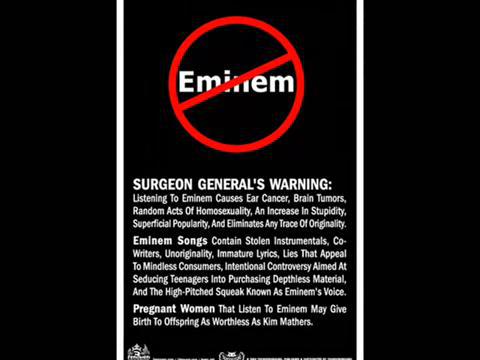 Eminem
SURGEON GENERAL'S WARNING:
Listening To Eminem Causes Ear Cancer, Brain Tumors,
Random Acts Of Homosexuality, An Increase In Stupidity,
Superficial Popularity, And Eliminates Any Trace Of Originality.
Eminem Songs Contain Stolen Instrumentals, Co-
Writers, Unoriginality, Immature Lyrics, Lies That Appeal
To Mindless Consumers, Intentional Controversy Aimed At
Seducing Teenagers Into Purchasing Depthless Material,
And The High-Pitched Squeak Known As Eminem's Voice.
Pregnant Women That Listen To Eminem May Give
Birth To Offspring As Worthless As Kim Mathers.